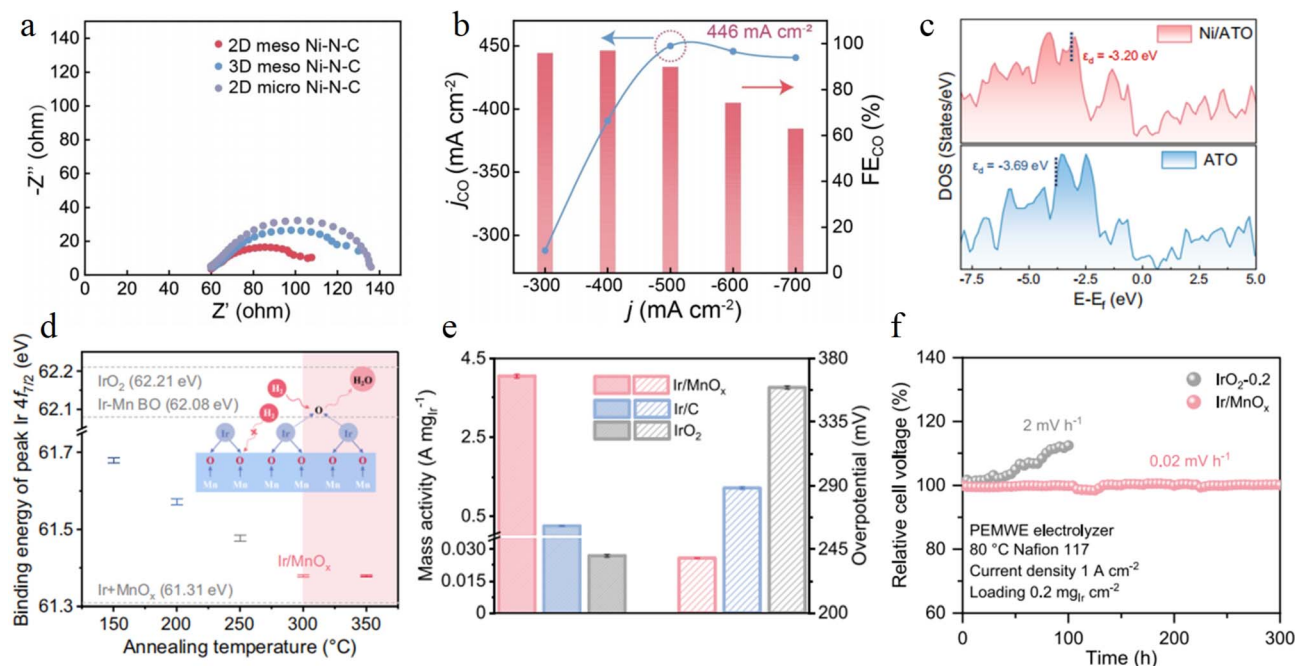 a
140
120
100
80
60
40
20
0
-Z'' (ohm)
2D meso Ni-N-C
3D meso Ni-N-C
2D micro Ni-N-C
0 20 40 60 80 100 120 140
Z' (ohm)
b
446 mA cm⁻²
-450
-400
-350
-300
jCO (mA cm⁻²)
100
80
60
40
20
0
FECO (%)
-300 -400 -500 -600 -700
j (mA cm⁻²)
c
Ni/ATO
εd = -3.20 eV
ATO
εd = -3.69 eV
DOS (States/eV)
-7.5 -5.0 -2.5 0.0 2.5 5.0
E-Ef (eV)
d
Binding energy of peak Ir 4f7/2 (eV)
62.2
62.1
61.7
61.5
61.3
IrO2 (62.21 eV)
Ir-Mn BO (62.08 eV)
H2 H2O
H2 O
Ir Ir Ir
O O O O O O
Mn Mn Mn Mn Mn Mn
Ir/MnOx
Ir+MnOx (61.31 eV)
150 200 250 300 350
Annealing temperature (°C)
e
Mass activity (A mgIr⁻¹)
4.5
2.5
0.5
0.030
0.015
0
Ir/MnOx
Ir/C
IrO2
380
335
290
245
200
Overpotential (mV)
f
Relative cell voltage (%)
140
120
100
80
60
IrO2-0.2
Ir/MnOx
2 mV h⁻¹
0.02 mV h⁻¹
PEMWE electrolyzer
80 °C Nafion 117
Current density 1 A cm⁻²
Loading 0.2 mgIr cm⁻²
0 100 200 300
Time (h)